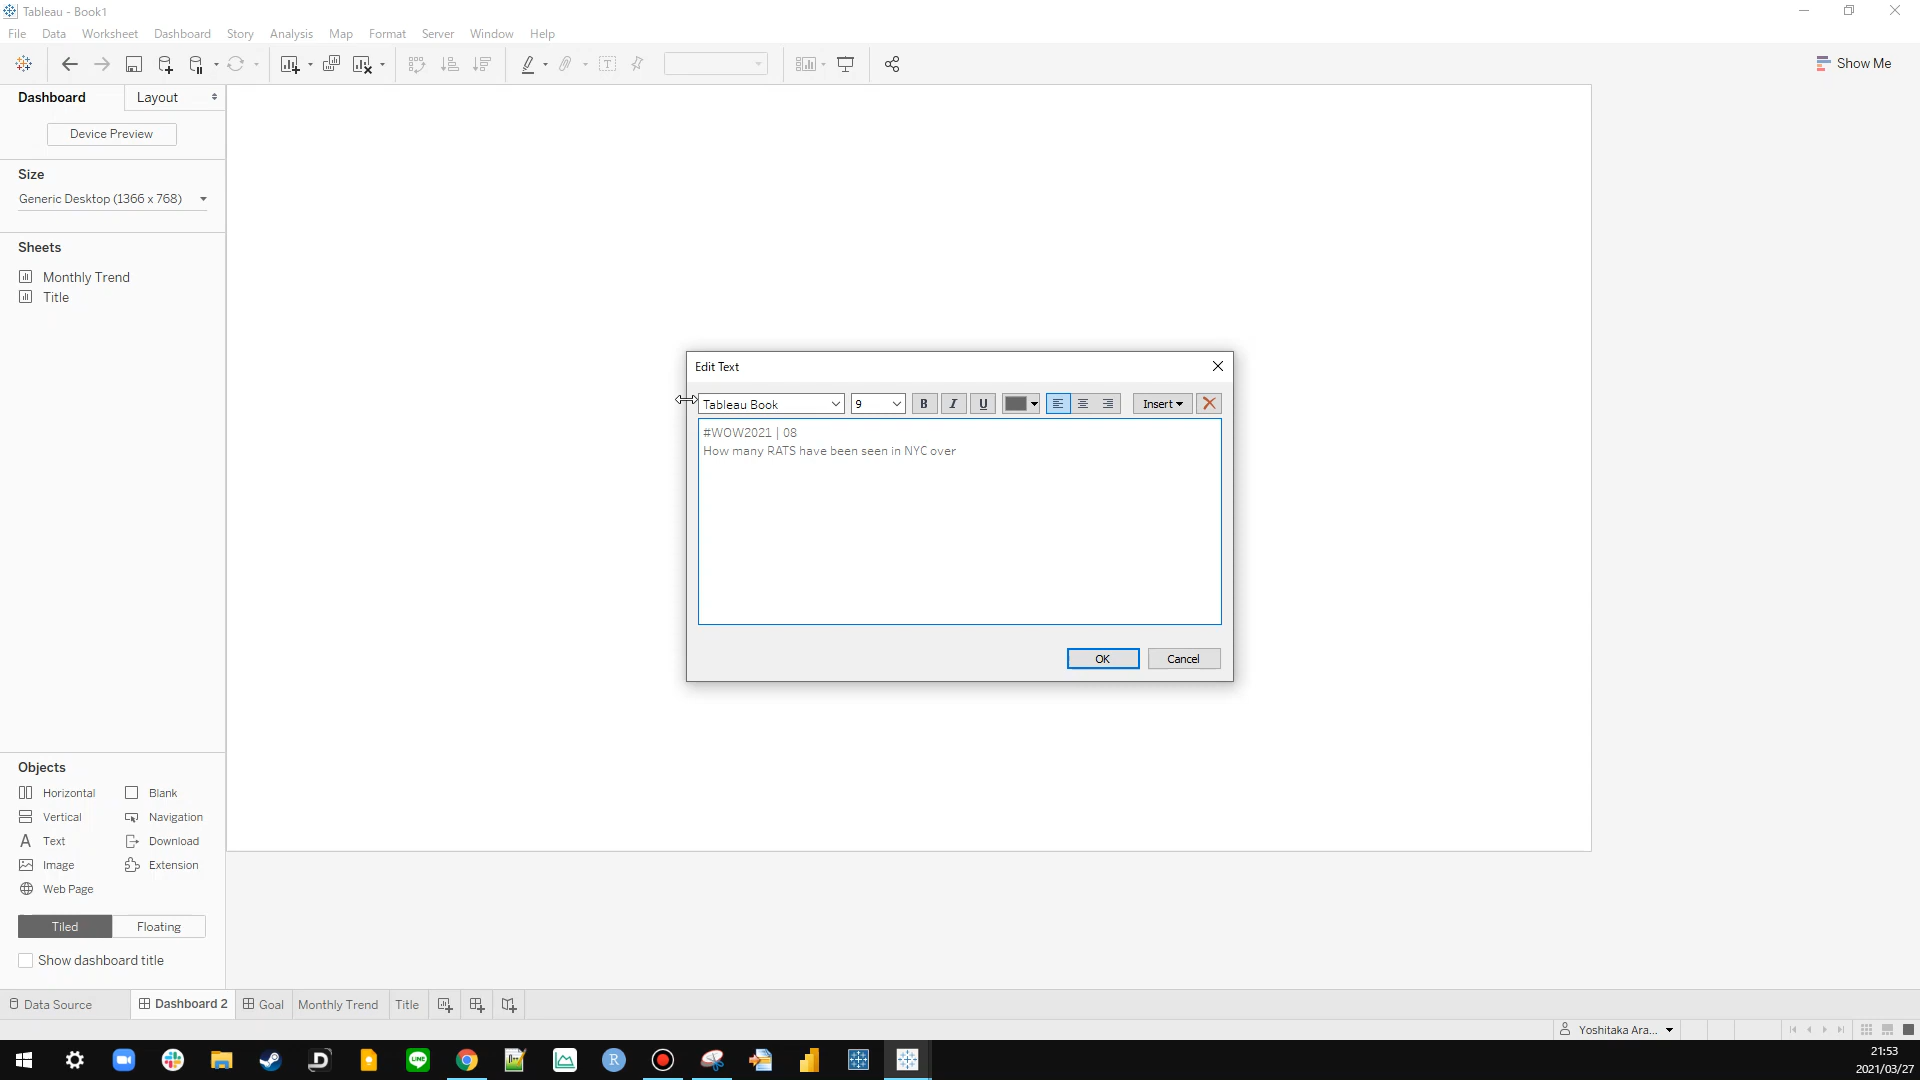 Tableau - Book1
File Data Worksheet Dashboard Story Analysis Map Format Server Window Help
Show Me
Dashboard Layout
Device Preview
Size
Generic Desktop (1366 x 768)
Sheets
Monthly Trend
Title
Edit Text
Tableau Book 9 B I U Insert
#WOW2021 | 08
How many RATS have been seen in NYC over
OK Cancel
Objects
Horizontal Blank
Vertical Navigation
A Text Download
Image Extension
Web Page
Tiled Floating
Show dashboard title
Data Source Dashboard 2 Goal Monthly Trend Title
Yoshitaka Ara...
21:53
2021/03/27